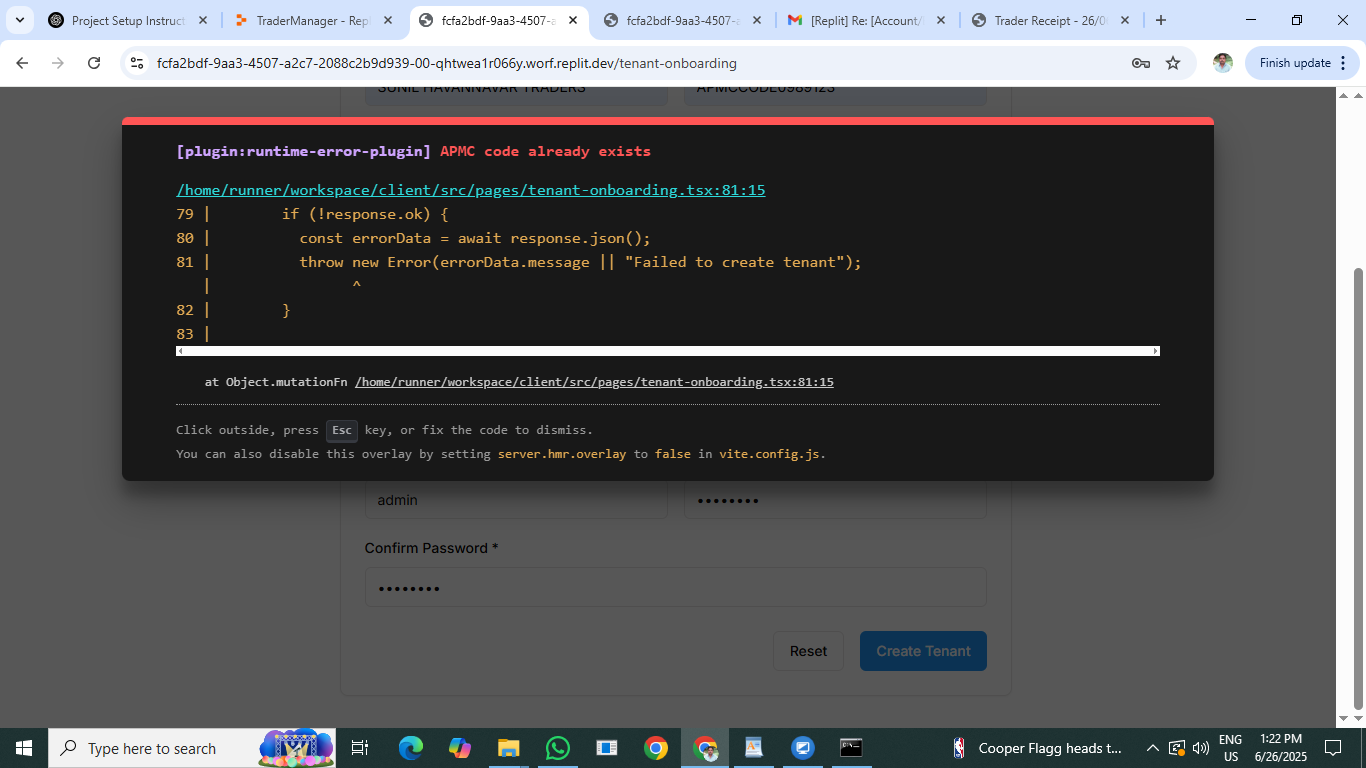 Project Setup Instruct
TraderManager - Repl
fcfa2bdf-9aa3-4507-a
fcfa2bdf-9aa3-4507-a
[Replit] Re: [Account/
Trader Receipt - 26/0
fcfa2bdf-9aa3-4507-a2c7-2088c2b9d939-00-qhtwea1r066y.worf.replit.dev/tenant-onboarding
Finish update
SUNIL HAVANNAVAR TRADERS
APMCCODE0989123
[plugin:runtime-error-plugin] APMC code already exists
/home/runner/workspace/client/src/pages/tenant-onboarding.tsx:81:15
79 | if (!response.ok) {
80 | const errorData = await response.json();
81 | throw new Error(errorData.message || "Failed to create tenant");
| ^
82 | }
83 |
at Object.mutationFn /home/runner/workspace/client/src/pages/tenant-onboarding.tsx:81:15
Click outside, press Esc key, or fix the code to dismiss.
You can also disable this overlay by setting server.hmr.overlay to false in vite.config.js.
admin
••••••••
Confirm Password *
••••••••
Reset
Create Tenant
Type here to search
Cooper Flagg heads t...
ENG
US
1:22 PM
6/26/2025